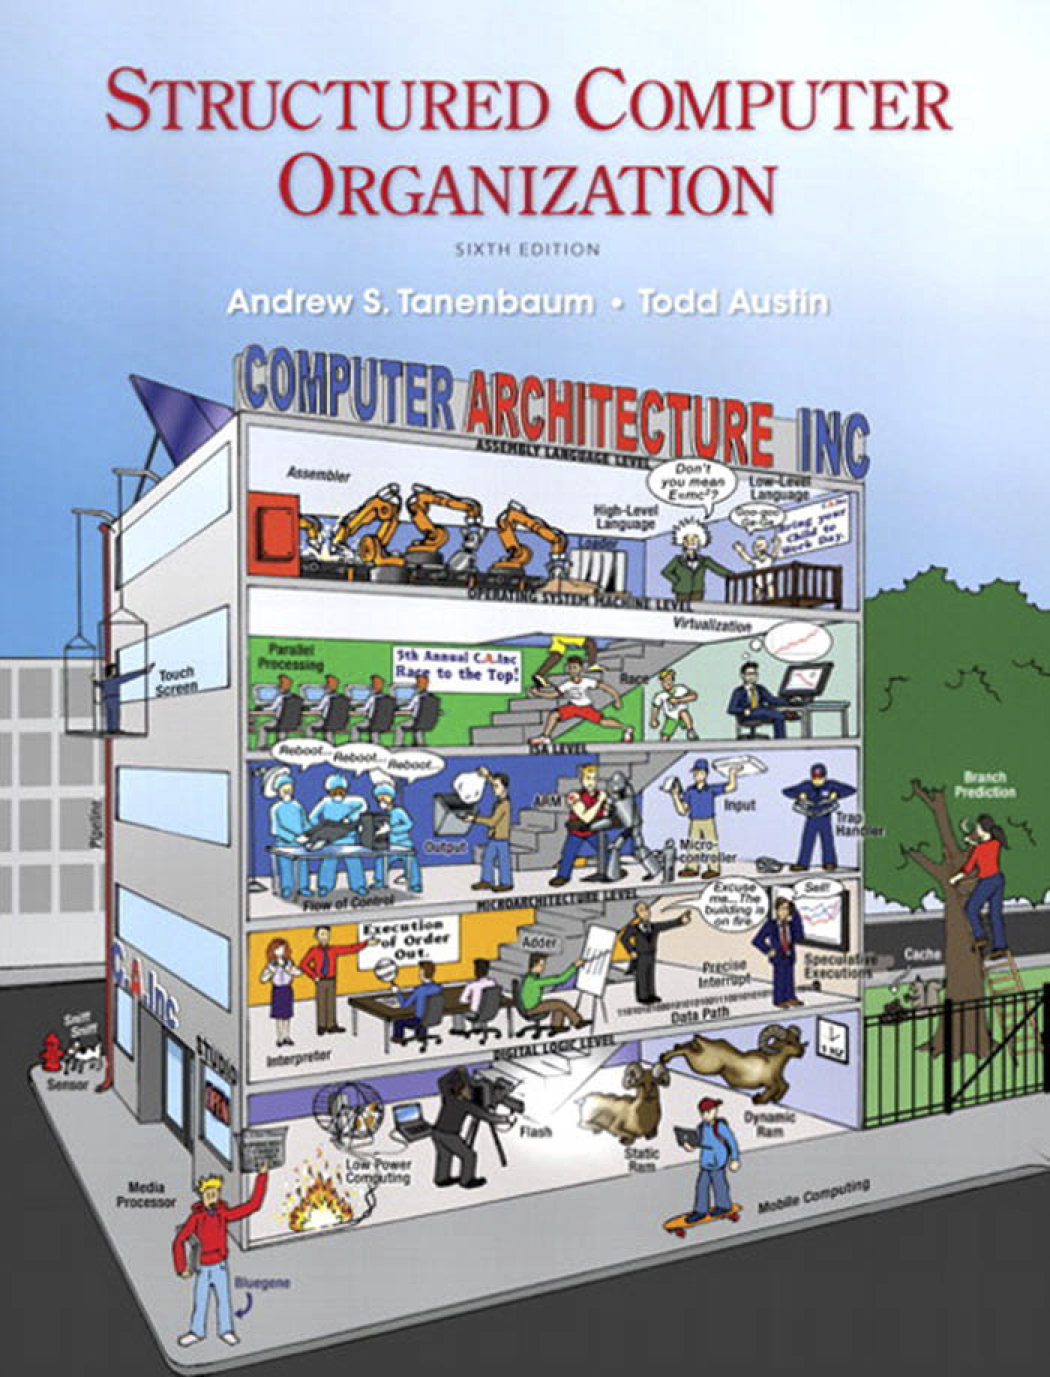 STRUCTURED COMPUTER
ORGANIZATION
SIXTH EDITION
Andrew S. Tanenbaum • Todd Austin
COMPUTER ARCHITECTURE INC
ASSEMBLY LANGUAGE LEVEL
Assembler
Don't
you mean
E=mc²?
Low-Level
Language
High-Level
Language
Goo-goo
Ga-Ga
C.A.Inc
Bring your
Child to
Work Day.
Loader
OPERATING SYSTEM MACHINE LEVEL
Virtualization
Parallel
Processing
5th Annual C.A.Inc
Race to the Top!
Race
Touch
Screen
ISA LEVEL
Reboot...
Reboot...
Reboot...
ARM
Input
Output
Trap
Handler
Micro-
controller
Pipeline
Branch
Prediction
Flow of Control
MICROARCHITECTURE LEVEL
Excuse
me...The
building is
on fire.
Sell!
Execution
of Order
Out.
Adder
Precise
Interrupt
Speculative
Execution
Cache
Data Path
C.A.Inc
Interpreter
DIGITAL LOGIC LEVEL
Sniff
Sniff
Sensor
STUDIO
OPEN
1 HZ
Flash
Dynamic
Ram
Static
Ram
Low Power
Computing
Media
Processor
Mobile Computing
Bluegene